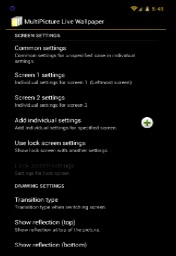 5:43
MultiPicture Live Wallpaper
SCREEN SETTINGS
Common settings
Common settings for unspecified case in individual
settings.
Screen 1 settings
Individual settings for screen 1 (Leftmost screen)
Screen 2 settings
Individual settings for screen 2
Add individual settings
Add individual settings for specified screen.
Use lock screen settings
Show lock screen with another settings.
Lock screen settings
Settings for lock screen
DRAWING SETTINGS
Transition type
Transition type when switching screen.
Show reflection (top)
Show reflection at top of the picture.
Show reflection (bottom)